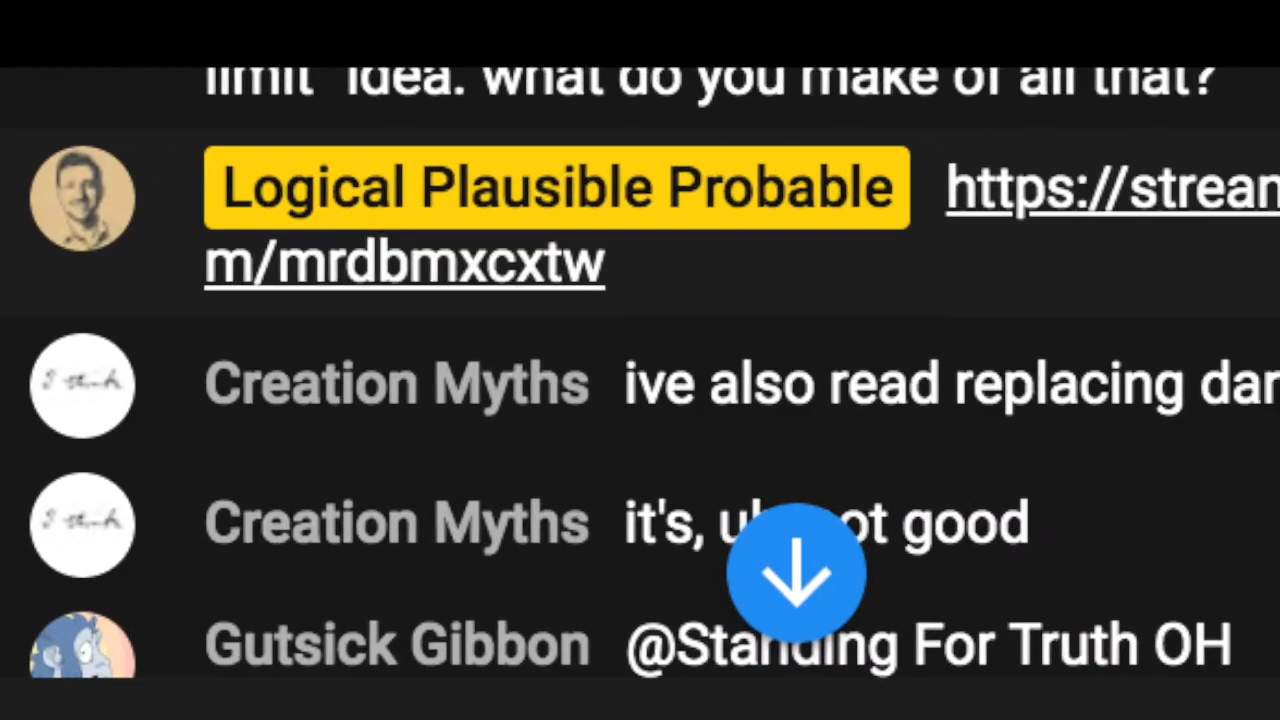 limit" idea. what do you make of all that?
Logical Plausible Probable https://strean
m/mrdbmxcxtw
Creation Myths ive also read replacing dar
Creation Myths it's, good
Gutsick Gibbon @Standing For Truth OH